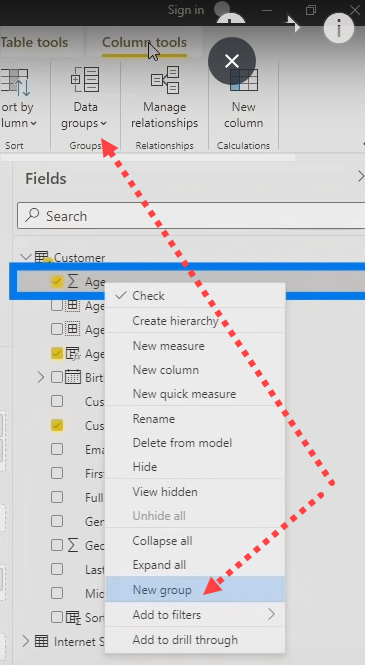 Sign in
Table tools
Column tools
ort by
lumn
Data
groups
Manage
relationships
New
column
Sort
Groups
Relationships
Calculations
Fields
Search
Customer
Age
Check
Age
Create hierarchy
Age
New measure
Age
New column
Birt
New quick measure
Cus
Rename
Cus
Delete from model
Ema
Hide
First
View hidden
Full
Unhide all
Gen
Collapse all
Geo
Expand all
Last
New group
Mid
Add to filters
Sor
Add to drill through
Internet S